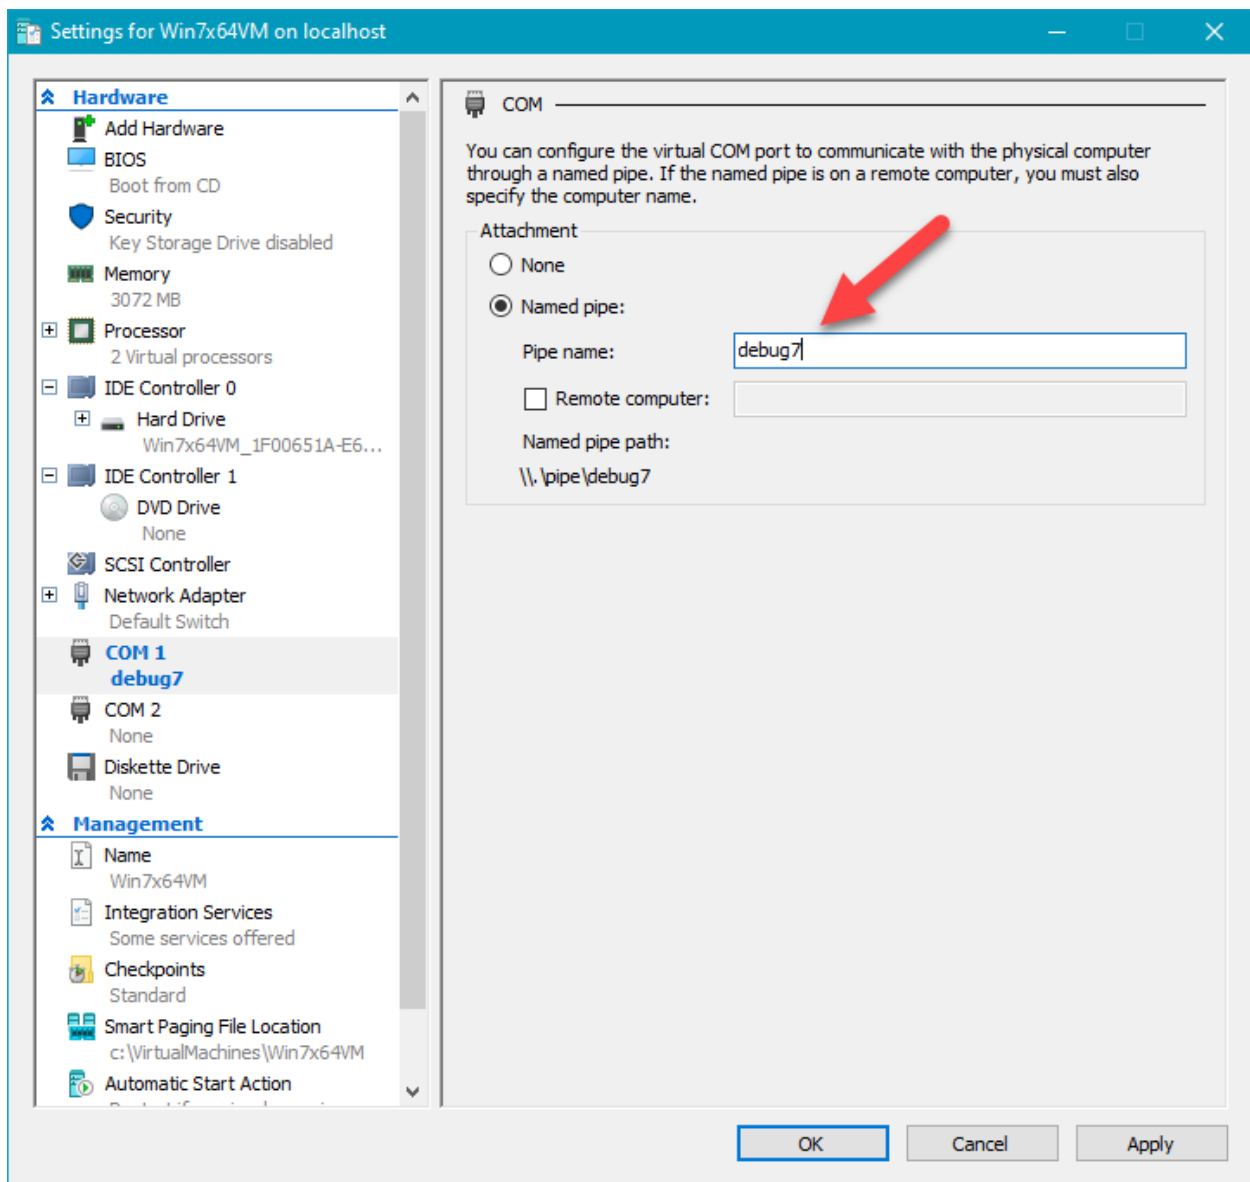 Settings for Win7x64VM on localhost
Hardware
Add Hardware
BIOS
Boot from CD
Security
Key Storage Drive disabled
Memory
3072 MB
Processor
2 Virtual processors
IDE Controller 0
Hard Drive
Win7x64VM_1F00651A-E6...
IDE Controller 1
DVD Drive
None
SCSI Controller
Network Adapter
Default Switch
COM 1
debug7
COM 2
None
Diskette Drive
None
Management
Name
Win7x64VM
Integration Services
Some services offered
Checkpoints
Standard
Smart Paging File Location
c:\VirtualMachines\Win7x64VM
Automatic Start Action
COM
You can configure the virtual COM port to communicate with the physical computer
through a named pipe. If the named pipe is on a remote computer, you must also
specify the computer name.
Attachment
None
Named pipe:
Pipe name: debug7
Remote computer:
Named pipe path:
\\.\pipe\debug7
OK Cancel Apply